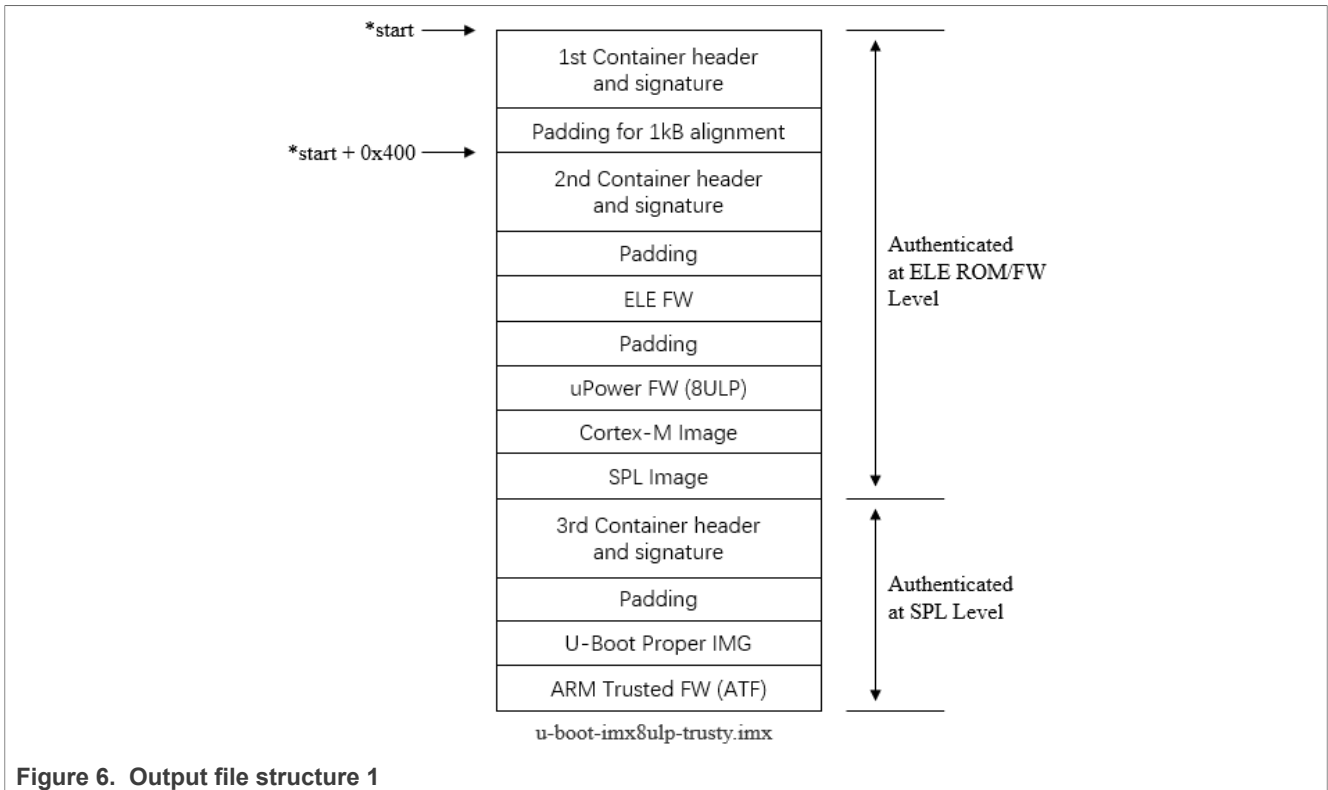 *start
1st Container header
and signature
Padding for 1kB alignment
*start + 0x400
2nd Container header
and signature
Padding
ELE FW
Padding
uPower FW (8ULP)
Cortex-M Image
SPL Image
Authenticated
at ELE ROM/FW
Level
3rd Container header
and signature
Padding
U-Boot Proper IMG
ARM Trusted FW (ATF)
Authenticated
at SPL Level
u-boot-imx8ulp-trusty.imx
Figure 6. Output file structure 1